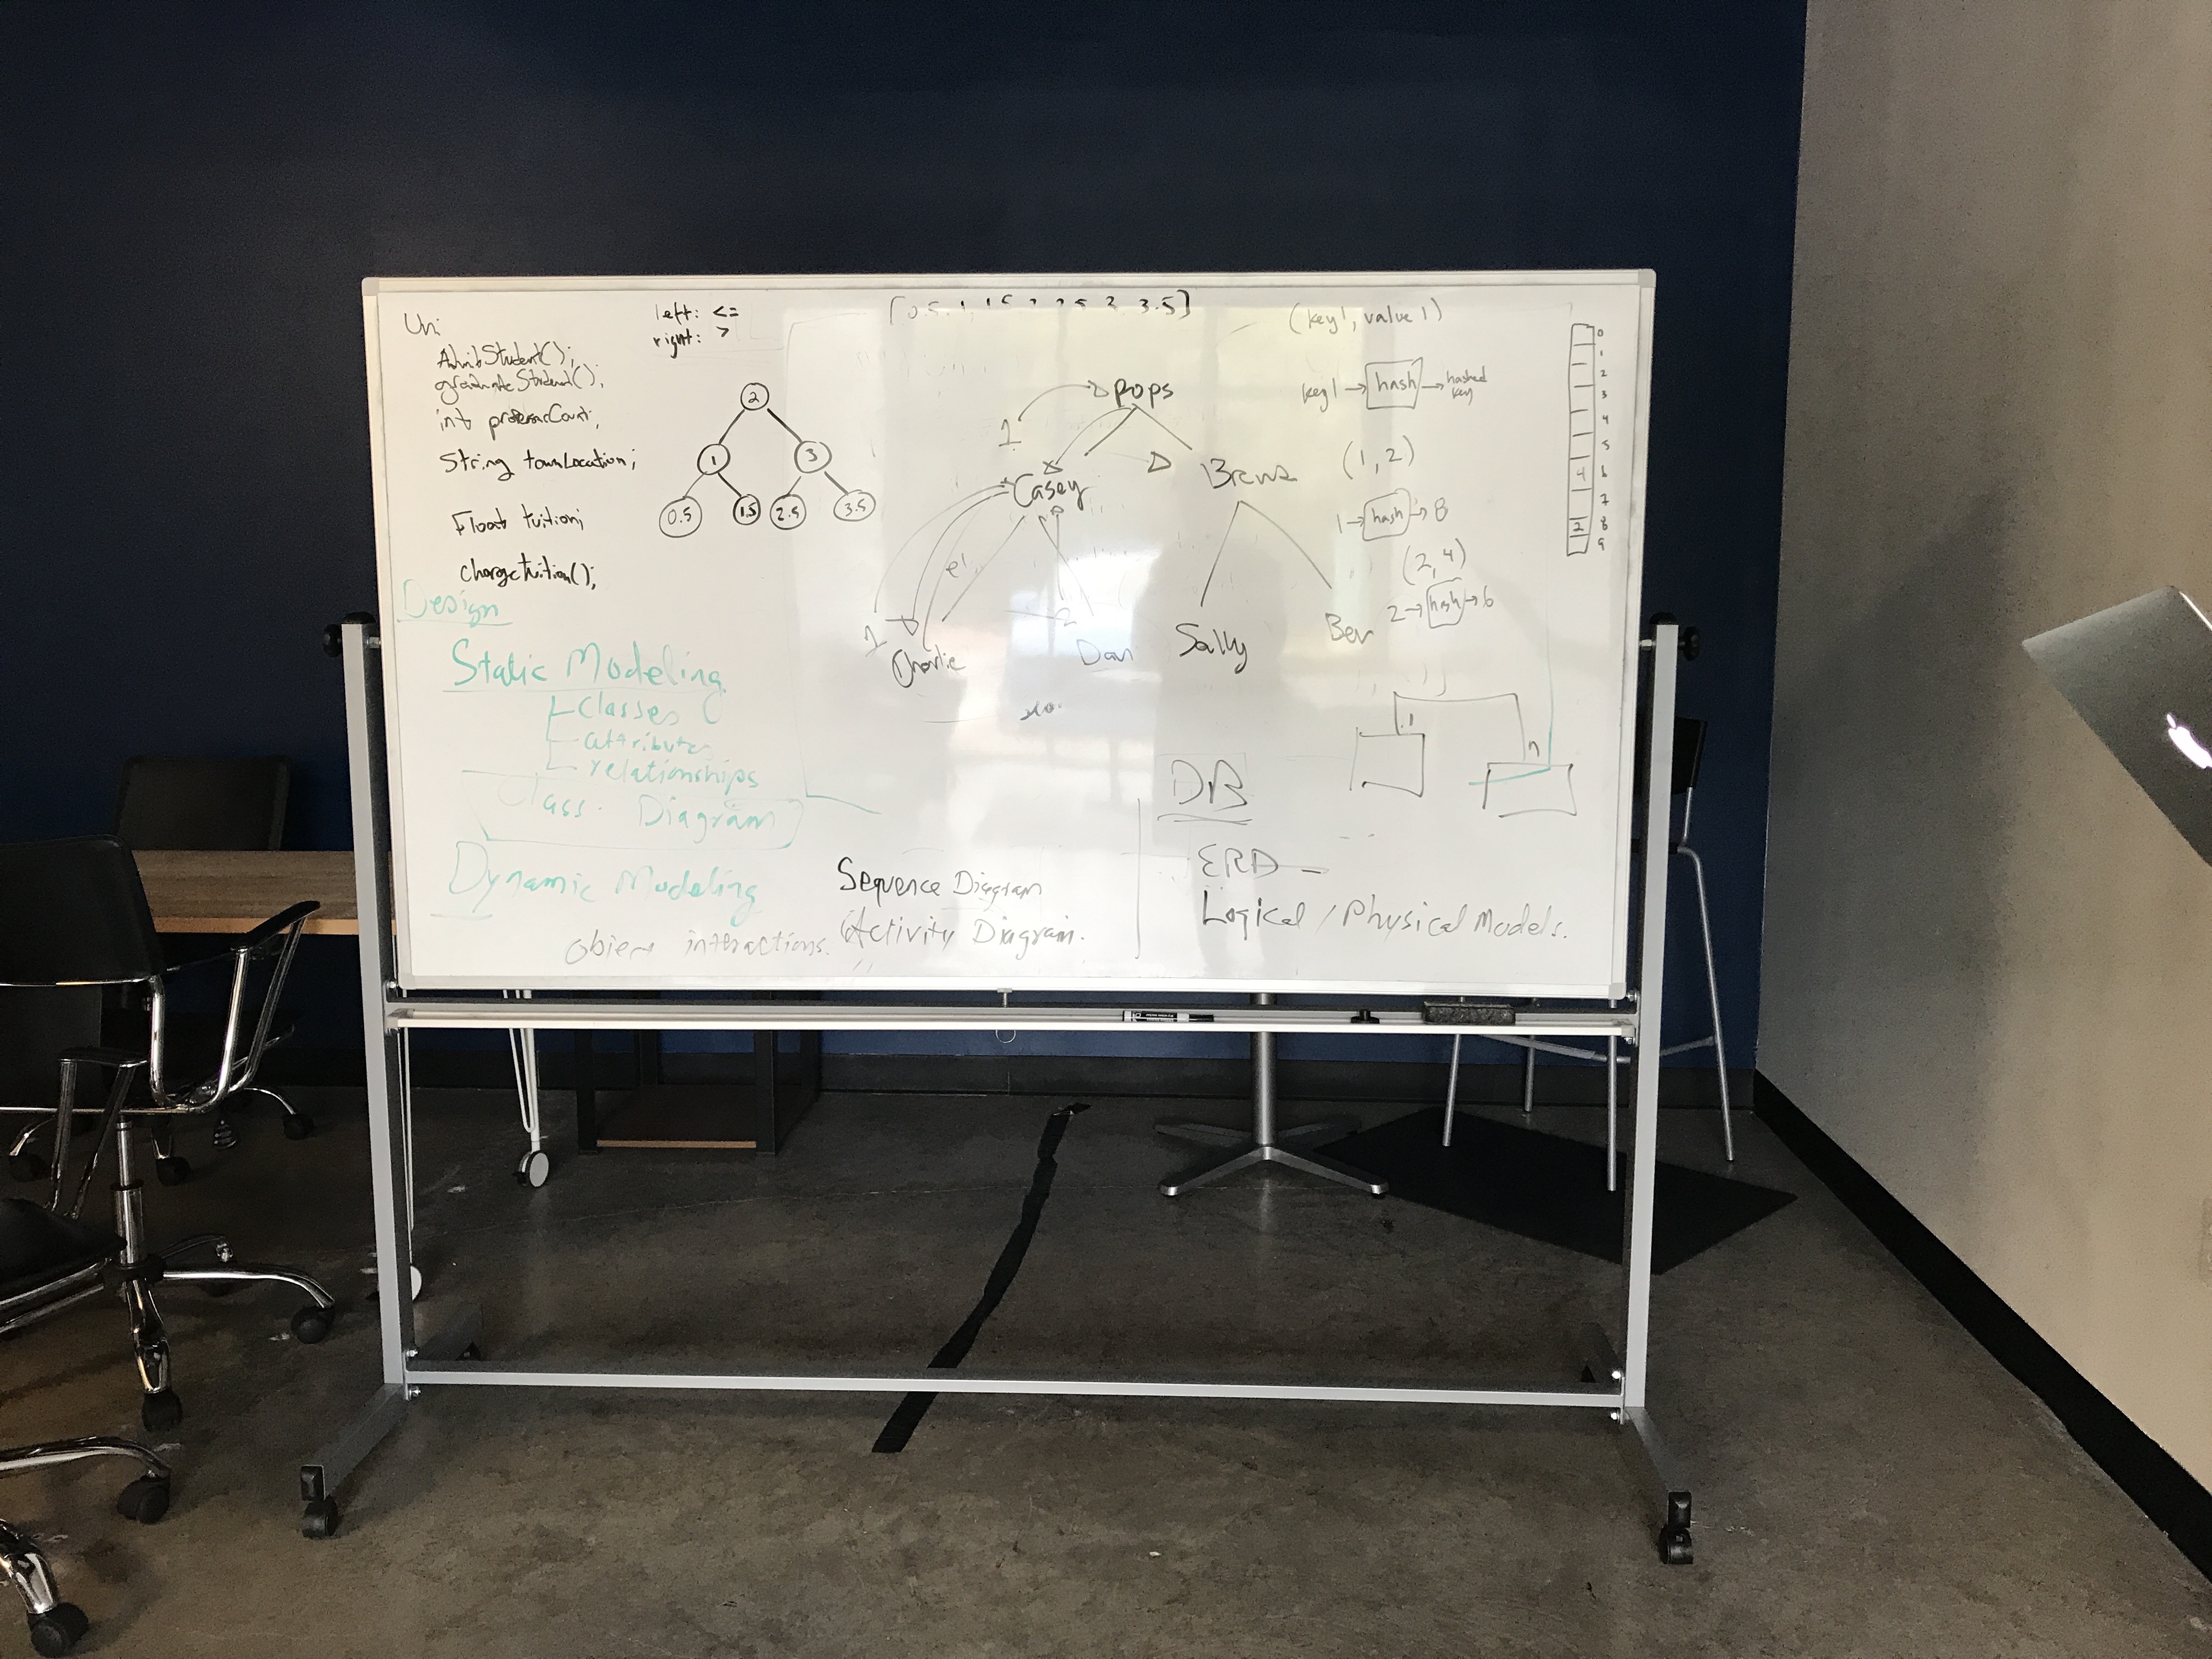 Uni
AdmitStudent();
graduateStudent();
int professorCount;
String townLocation;
Float tuition;
chargeTuition();
left: <=
right: >
2
1 3
0.5 1.5 2.5 3.5
[0.5, 1, 1.5, 2, 2.5, 3, 3.5]
Pops
1
Casey
e1
1
2
Charlie
Dan
Sally
Ben
(key1, value 1)
key1 → hash → hashed key
(1, 2)
1 → hash → 8
(2, 4)
2 → hash → 6
0
1
2
3
4
5
4 6
7
2 8
9
Design
Static Modeling
classes
attributes
relationships
Class Diagram
Dynamic Modeling
Object interactions.
Sequence Diagram
Activity Diagram.
1
n
DB
ERD -
Logical / Physical Models.